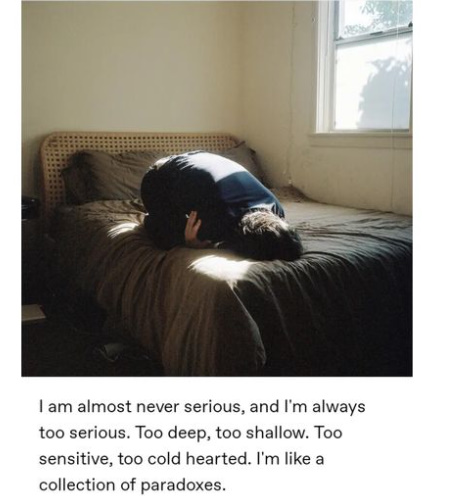 I am almost never serious, and I'm always
too serious. Too deep, too shallow. Too
sensitive, too cold hearted. I'm like a
collection of paradoxes.